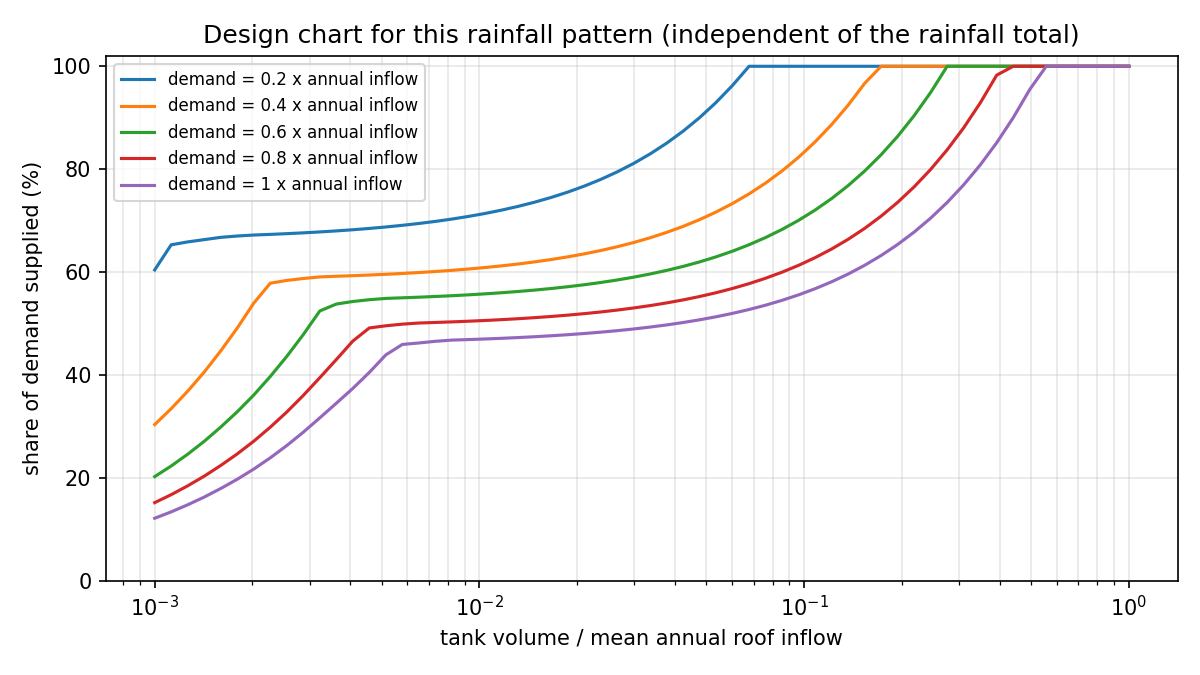 Design chart for this rainfall pattern (independent of the rainfall total)
demand = 0.2 x annual inflow
demand = 0.4 x annual inflow
demand = 0.6 x annual inflow
demand = 0.8 x annual inflow
demand = 1 x annual inflow
share of demand supplied (%)
100
80
60
40
20
0
10⁻³ 10⁻² 10⁻¹ 10⁰
tank volume / mean annual roof inflow